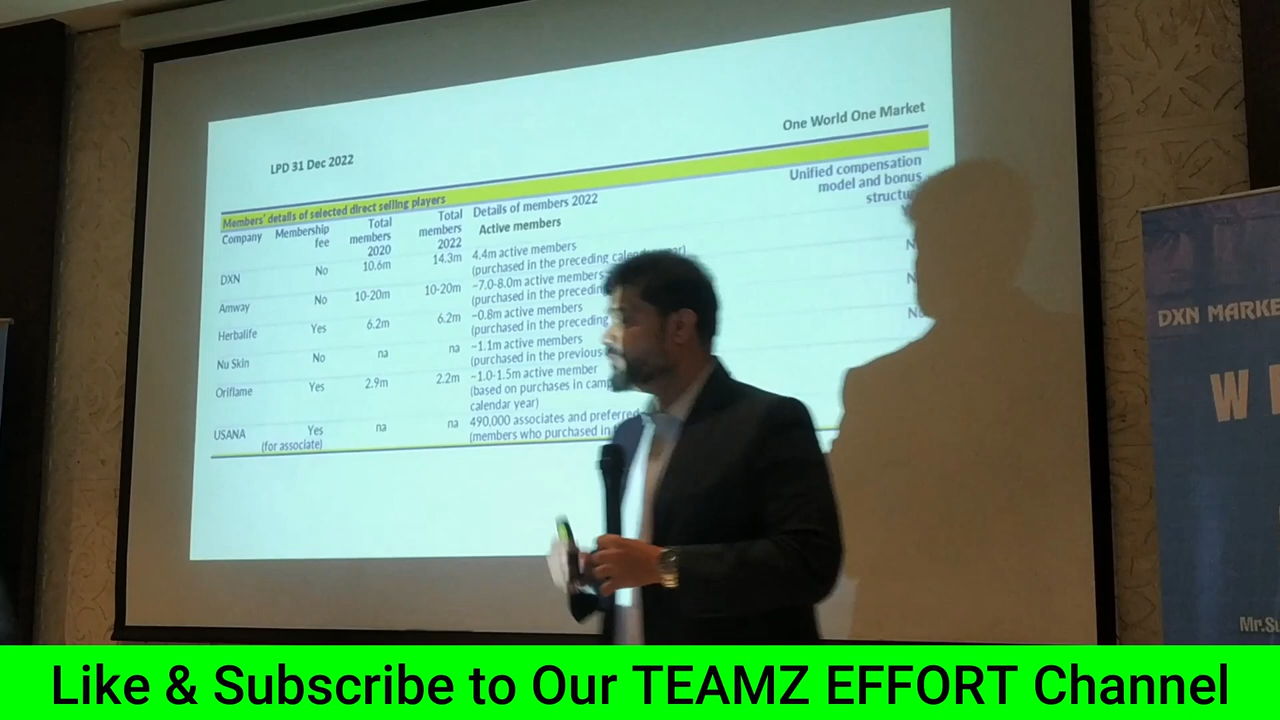 LPD 31 Dec 2022
One World One Market
Members' details of selected direct selling players
Company Membership fee Total members 2020 Total members 2022 Details of members 2022 Unified compensation model and bonus
Active members
DXN No 10.6m 14.3m 4.4m active members
(purchased in the preceding
Amway No 10-20m 10-20m ~7.0-8.0m active members
(purchased in the preceding
Herbalife Yes 6.2m 6.2m ~0.8m active members
(purchased in the preceding
Nu Skin No na na ~1.1m active members
(purchased in the previous
Oriflame Yes 2.9m 2.2m ~1.0-1.5m active member
(based on purchases in
calendar year)
USANA Yes na na 490,000 associates and preferred
(for associate) (members who purchased in
DXN
W
Like & Subscribe to Our TEAMZ EFFORT Channel